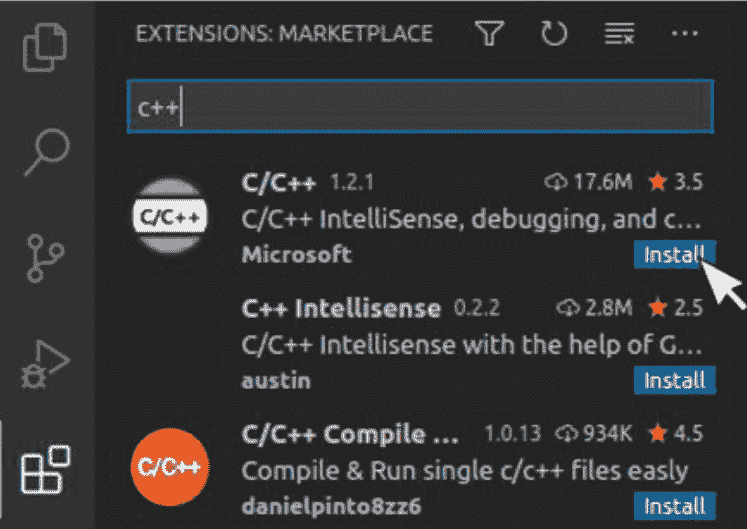 EXTENSIONS: MARKETPLACE
c++
C/C++ 1.2.1 17.6M 3.5
C/C++
C/C++ IntelliSense, debugging, and c...
Microsoft Install
C++ Intellisense 0.2.2 2.8M 2.5
C/C++ Intellisense with the help of G...
austin Install
C/C++ Compile ... 1.0.13 934K 4.5
C/C++
Compile & Run single c/c++ files easly
danielpinto8zz6 Install